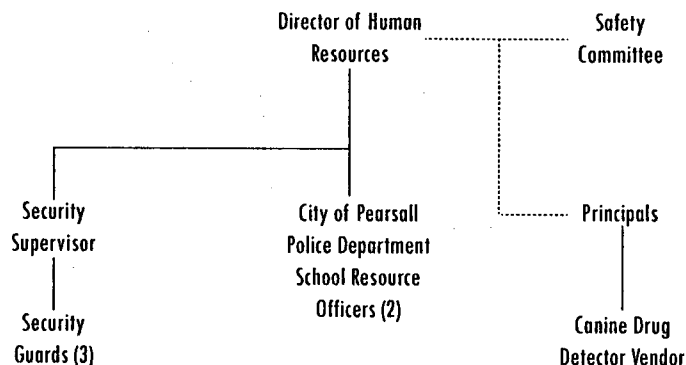 Director of Human
Resources
Safety
Committee
Security
Supervisor
City of Pearsall
Police Department
School Resource
Officers (2)
Principals
Security
Guards (3)
Canine Drug
Detector Vendor